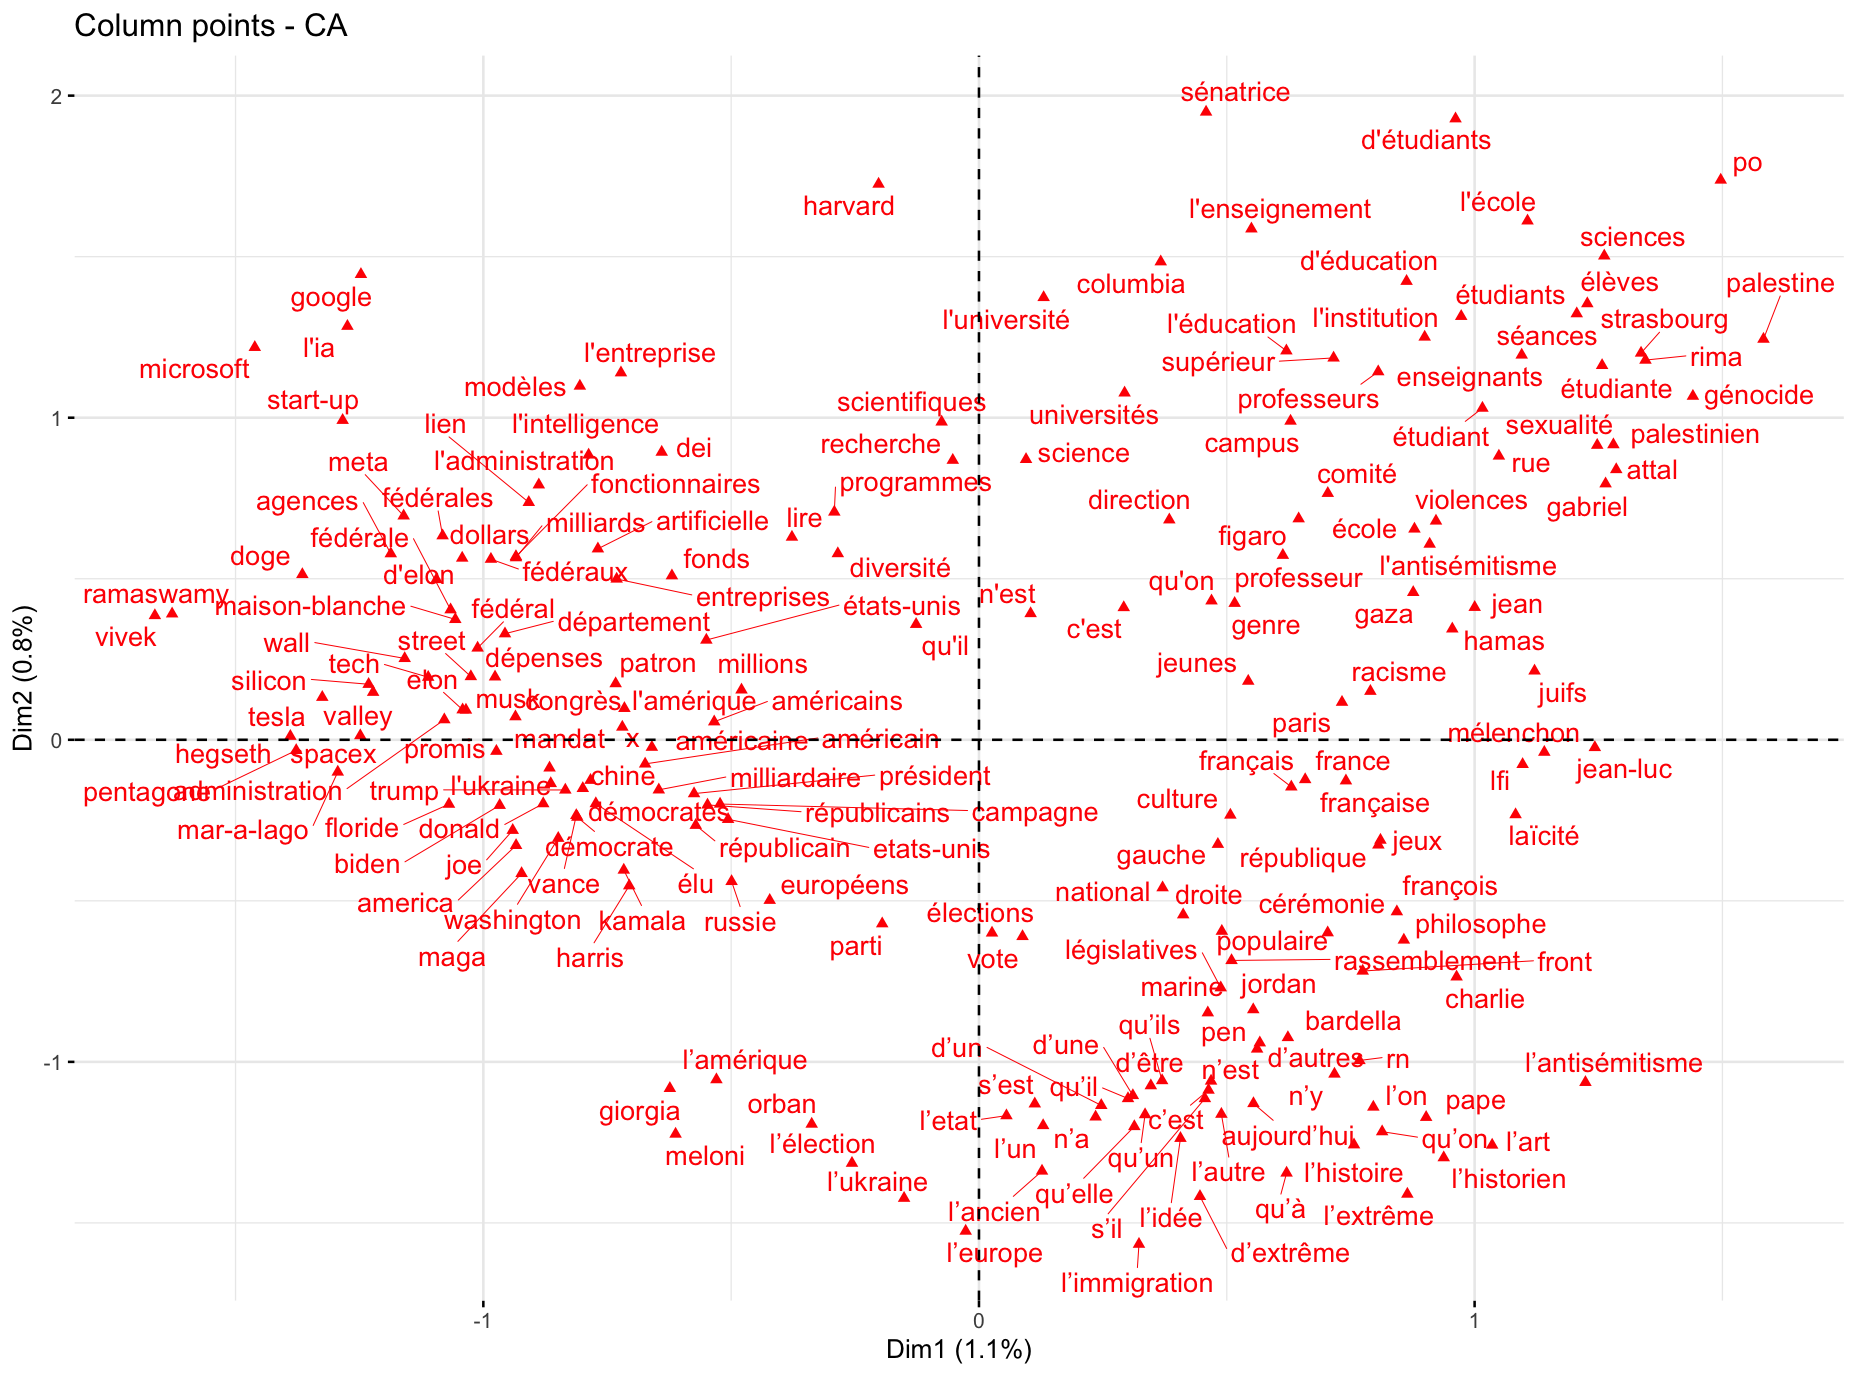 Column points - CA
sénatrice
d'étudiants
po
harvard
l'enseignement
l'école
sciences
d'éducation
columbia
google
élèves
palestine
étudiants
l'université
l'éducation
l'institution
strasbourg
l'ia
séances
l'entreprise
supérieur
rima
microsoft
modèles
enseignants
étudiante
génocide
start-up
scientifiques
universités
professeurs
lien
l'intelligence
sexualité
palestinien
recherche
campus
étudiant
dei
science
meta
l'administration
rue
attal
comité
fonctionnaires
programmes
agences
fédérales
direction
violences
gabriel
milliards
artificielle
lire
fédérale
dollars
figaro
école
doge
fonds
diversité
l'antisémitisme
d'elon
fédéraux
qu'on
professeur
ramaswamy
maison-blanche
fédéral
entreprises
états-unis
n'est
gaza
jean
vivek
département
c'est
genre
hamas
wall
street
qu'il
tech
dépenses
patron
millions
jeunes
racisme
silicon
elon
juifs
musk
congrès
l'amérique
américains
tesla
valley
paris
mélenchon
hegseth
spacex
promis
mandat
x
américaine
américain
français
france
jean-luc
pentagone
administration
trump
l'ukraine
chine
milliardaire
président
lfi
culture
française
mar-a-lago
floride
donald
démocrates
républicains
campagne
laïcité
biden
joe
démocrate
républicain
etats-unis
gauche
république
jeux
vance
élu
européens
national
droite
françois
america
washington
kamala
russie
élections
cérémonie
philosophe
parti
législatives
populaire
maga
harris
vote
rassemblement
front
marine
jordan
charlie
qu’ils
pen
bardella
l’amérique
d’un
d’une
d’être
n’est
d’autres
rn
l’antisémitisme
giorgia
orban
s’est
qu’il
n’y
l’on
pape
l’etat
c’est
meloni
l’élection
l’un
n’a
aujourd’hui
qu’on
l’art
qu’un
l’ukraine
qu’elle
l’autre
l’histoire
l’historien
l’ancien
s’il
l’idée
qu’à
l’extrême
l’europe
d’extrême
l’immigration
2
1
0
-1
Dim2 (0.8%)
-1
0
1
Dim1 (1.1%)